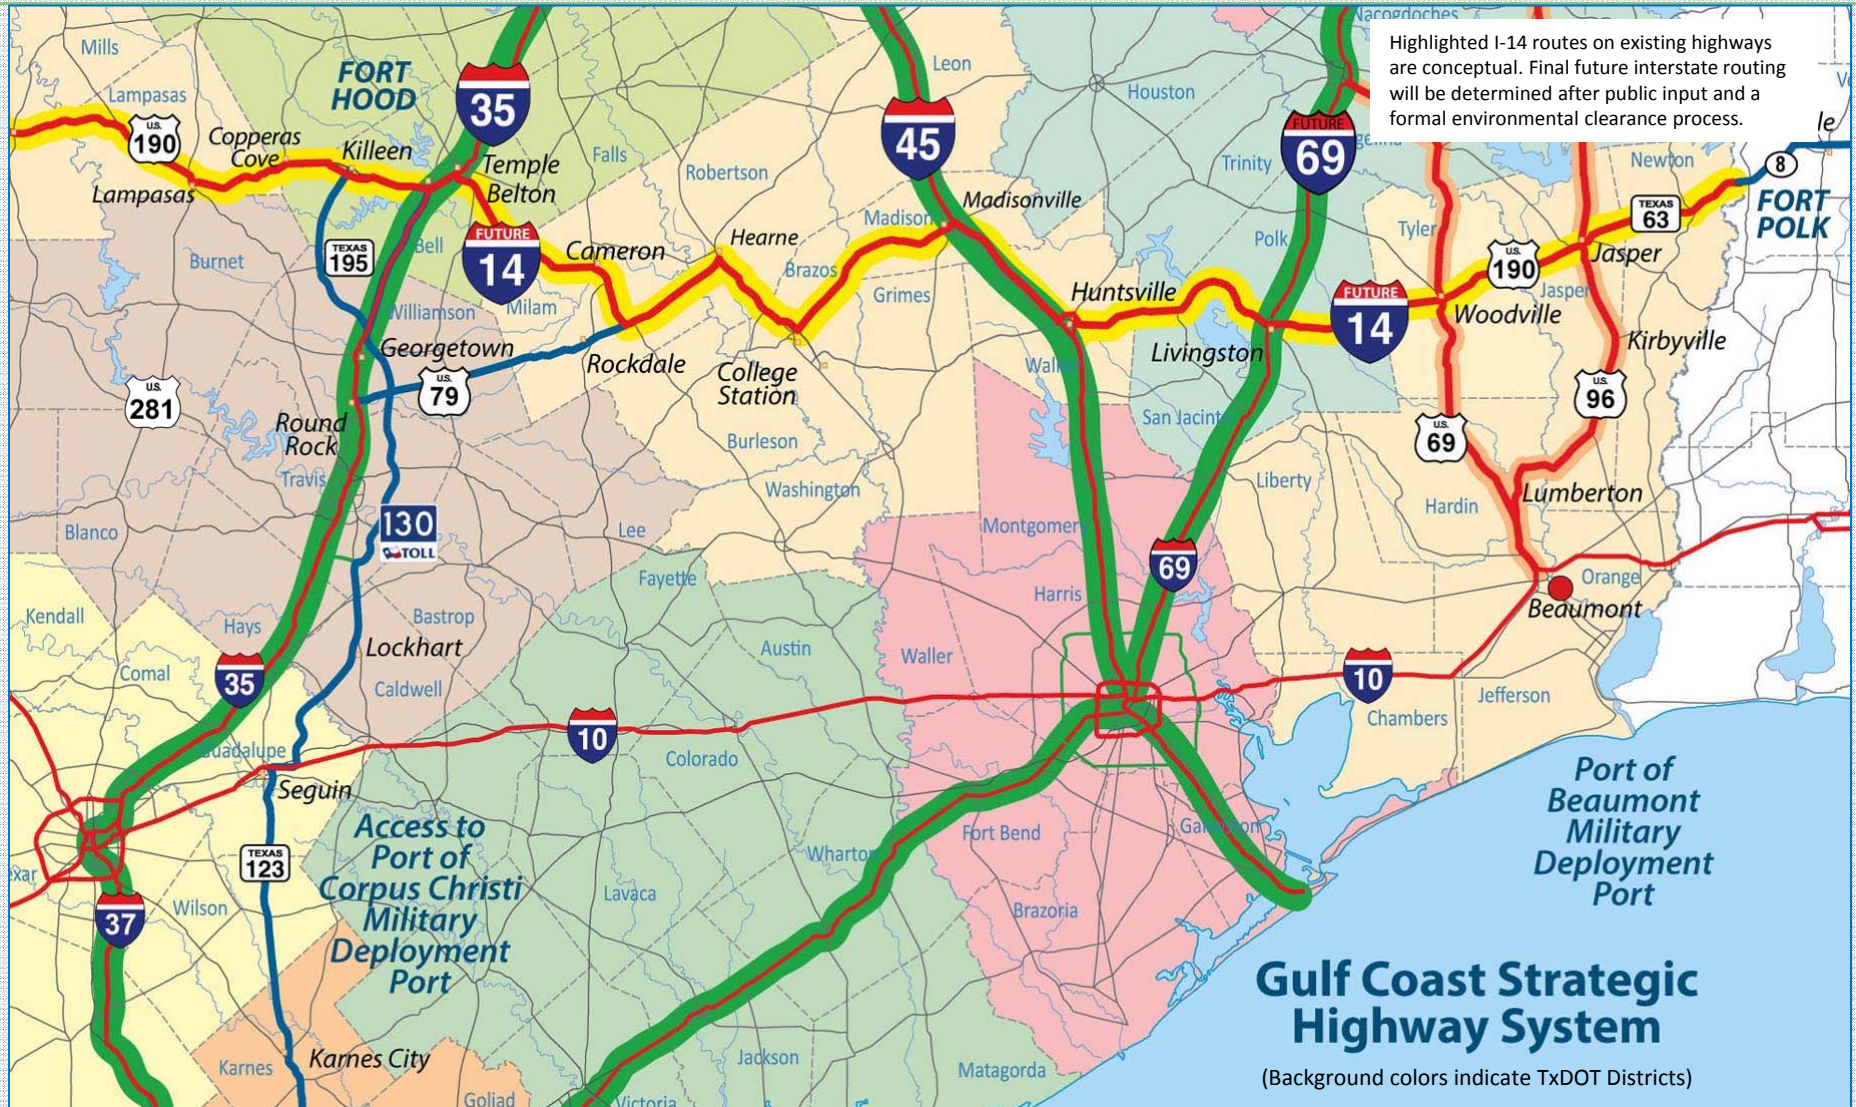 Highlighted I-14 routes on existing highways
are conceptual. Final future interstate routing
will be determined after public input and a
formal environmental clearance process.
Nacogdoches
Mills
Leon
FORT
HOOD
35
Houston
Lampasas
45
FUTURE
69
U.S.
190
Copperas
Cove
Killeen
Temple
Belton
Falls
Robertson
Trinity
Newton
8
Lampasas
Madison
Madisonville
FORT
POLK
TEXAS
63
Burnet
TEXAS
195
Bell
FUTURE
14
Cameron
Hearne
Brazos
Polk
Tyler
U.S.
190
Jasper
Jasper
Grimes
Huntsville
FUTURE
14
Woodville
Williamson
Milam
Georgetown
Rockdale
College
Station
Livingston
Kirbyville
U.S.
281
U.S.
79
U.S.
96
Round
Rock
San Jacint
U.S.
69
Burleson
Travis
Washington
Liberty
Hardin
Lumberton
Blanco
130
TOLL
Lee
Montgomer
69
Fayette
Harris
Orange
Beaumont
Kendall
Hays
Bastrop
Lockhart
Austin
Waller
Comal
35
Caldwell
10
Jefferson
Chambers
10
Guadalupe
Colorado
Seguin
Port of
Beaumont
Military
Deployment
Port
Access to
Port of
Corpus Christi
Military
Deployment
Port
Fort Bend
TEXAS
123
Wharton
Lavaca
Wilson
37
Brazoria
Gulf Coast Strategic
Highway System
(Background colors indicate TxDOT Districts)
Karnes
Karnes City
Jackson
Matagorda
Goliad
Victoria